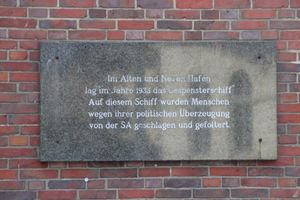 Im Alten und Neuen Hafen
lag im Jahre 1933 das Gespensterschiff
Auf diesem Schiff wurden Menschen
wegen ihrer politischen Überzeugung
von der SA geschlagen und gefoltert.